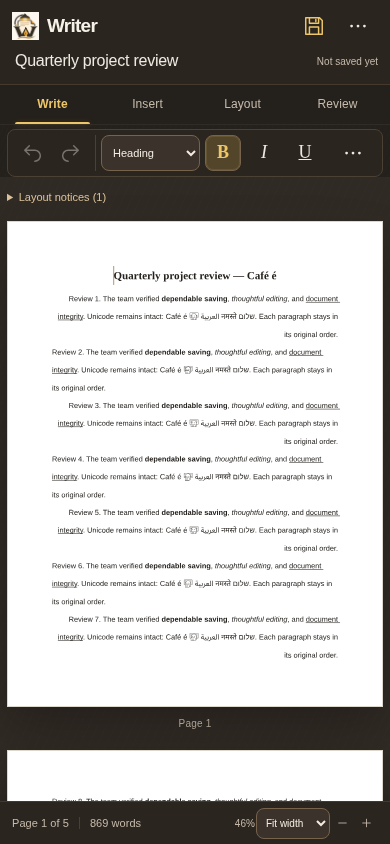 Writer
Quarterly project review
Not saved yet
Write Insert Layout Review
Heading B I U
Layout notices (1)
Quarterly project review — Café é
Review 1. The team verified dependable saving, thoughtful editing, and document
integrity. Unicode remains intact: Café é العربية नमस्ते שלום. Each paragraph stays in
its original order.
Review 2. The team verified dependable saving, thoughtful editing, and document
integrity. Unicode remains intact: Café é العربية नमस्ते שלום. Each paragraph stays in
its original order.
Review 3. The team verified dependable saving, thoughtful editing, and document
integrity. Unicode remains intact: Café é العربية नमस्ते שלום. Each paragraph stays in
its original order.
Review 4. The team verified dependable saving, thoughtful editing, and document
integrity. Unicode remains intact: Café é العربية नमस्ते שלום. Each paragraph stays in
its original order.
Review 5. The team verified dependable saving, thoughtful editing, and document
integrity. Unicode remains intact: Café é العربية नमस्ते שלום. Each paragraph stays in
its original order.
Review 6. The team verified dependable saving, thoughtful editing, and document
integrity. Unicode remains intact: Café é العربية नमस्ते שלום. Each paragraph stays in
its original order.
Review 7. The team verified dependable saving, thoughtful editing, and document
integrity. Unicode remains intact: Café é العربية नमस्ते שלום. Each paragraph stays in
its original order.
Page 1
Review 8. The team verified dependable saving, thoughtful editing, and document
Page 1 of 5 869 words 46% Fit width